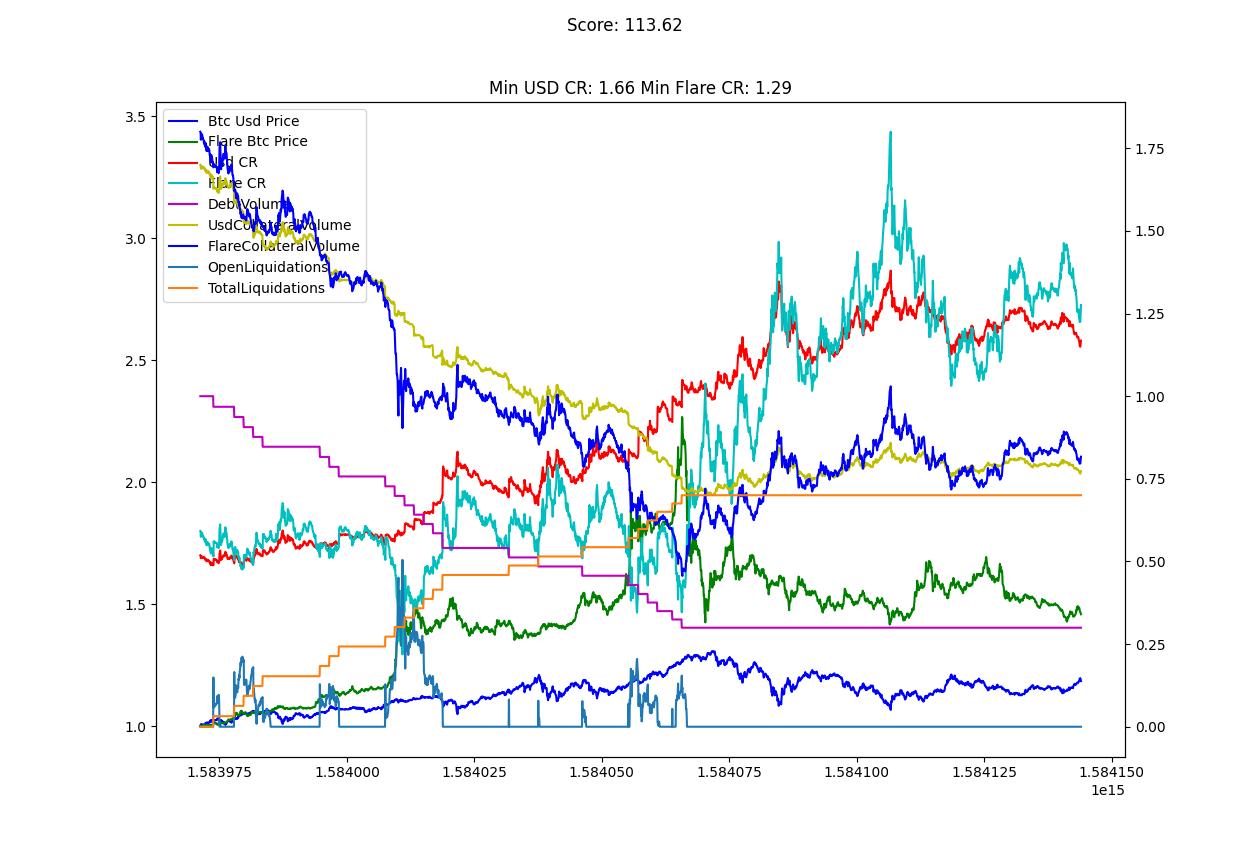 Score: 113.62
Min USD CR: 1.66 Min Flare CR: 1.29
Btc Usd Price
Flare Btc Price
Usd CR
Flare CR
DebtVolume
UsdCollateralVolume
FlareCollateralVolume
OpenLiquidations
TotalLiquidations
3.5
3.0
2.5
2.0
1.5
1.0
1.75
1.50
1.25
1.00
0.75
0.50
0.25
0.00
1.583975
1.584000
1.584025
1.584050
1.584075
1.584100
1.584125
1.584150
1e15